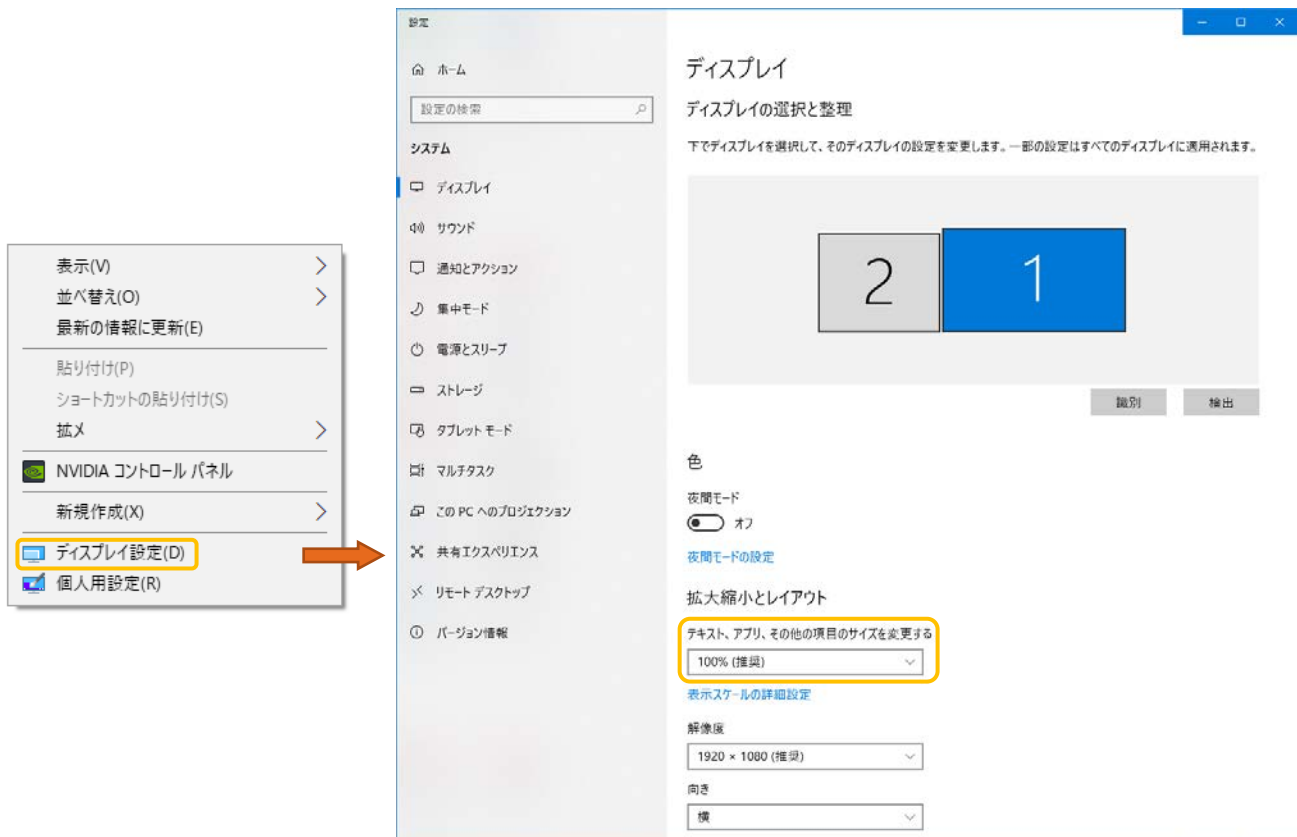 表示(V)
並べ替え(O)
最新の情報に更新(E)
貼り付け(P)
ショートカットの貼り付け(S)
拡メ
NVIDIA コントロール パネル
新規作成(X)
ディスプレイ設定(D)
個人用設定(R)
設定
ホーム
設定の検索
システム
ディスプレイ
サウンド
通知とアクション
集中モード
電源とスリープ
ストレージ
タブレット モード
マルチタスク
この PC へのプロジェクション
共有エクスペリエンス
リモート デスクトップ
バージョン情報
ディスプレイ
ディスプレイの選択と整理
下でディスプレイを選択して、そのディスプレイの設定を変更します。一部の設定はすべてのディスプレイに適用されます。
2
1
識別
検出
色
夜間モード
オフ
夜間モードの設定
拡大縮小とレイアウト
テキスト、アプリ、その他の項目のサイズを変更する
100% (推奨)
表示スケールの詳細設定
解像度
1920 × 1080 (推奨)
向き
横